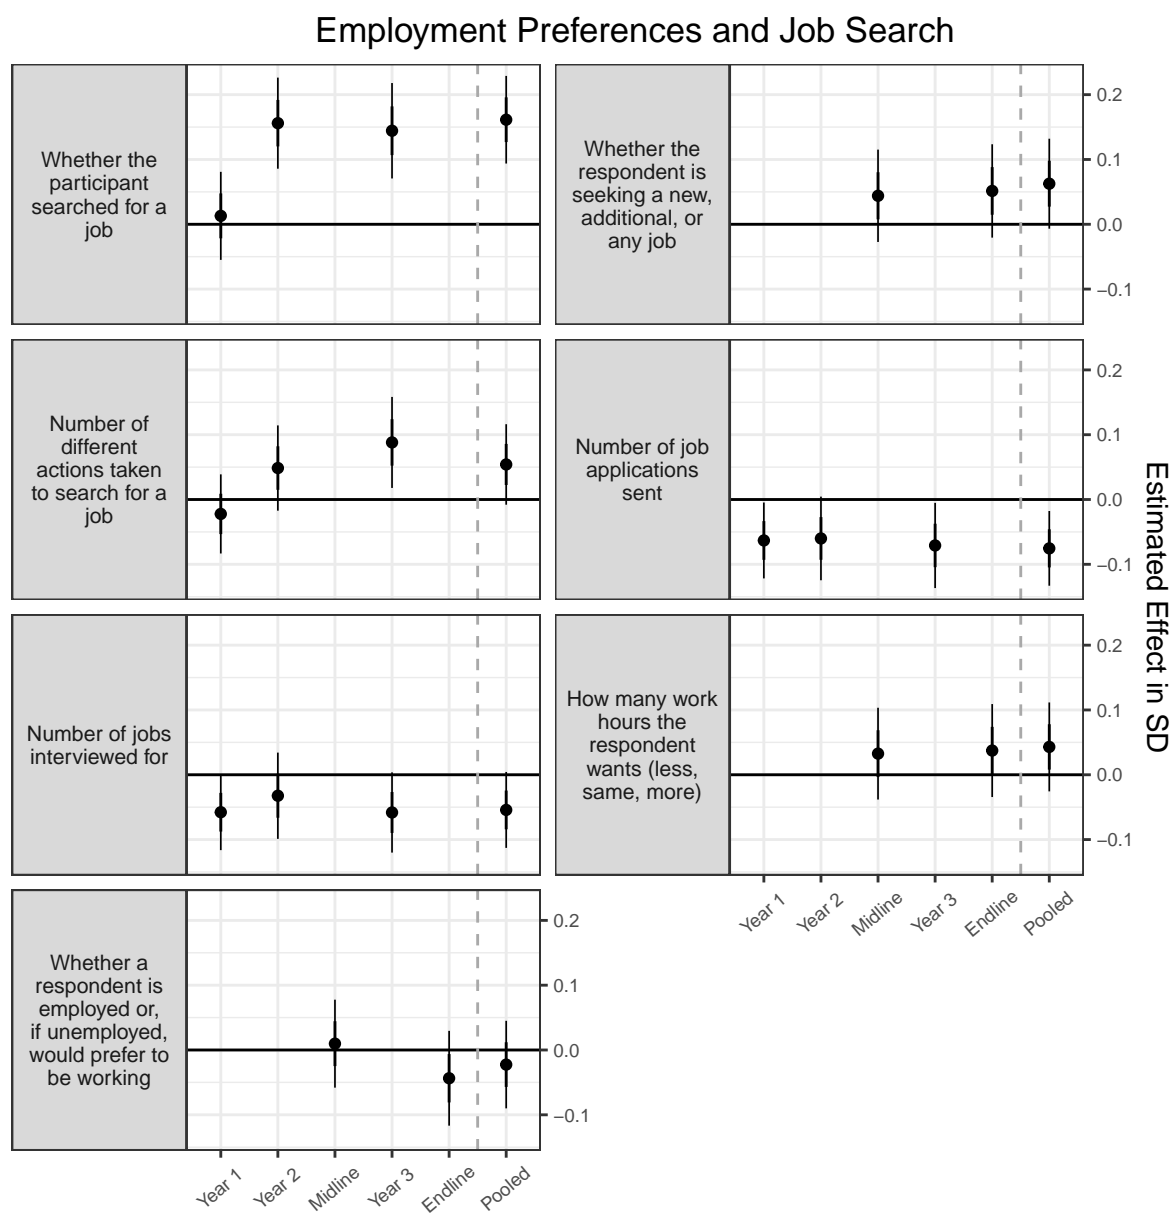 Employment Preferences and Job Search
Whether the
participant
searched for a
job
Whether the
respondent is
seeking a new,
additional, or
any job
0.2
0.1
0.0
−0.1
Number of
different
actions taken
to search for a
job
Number of job
applications
sent
0.2
0.1
0.0
−0.1
Number of jobs
interviewed for
How many work
hours the
respondent
wants (less,
same, more)
0.2
0.1
0.0
−0.1
Year 1
Year 2
Midline
Year 3
Endline
Pooled
Whether a
respondent is
employed or,
if unemployed,
would prefer to
be working
0.2
0.1
0.0
−0.1
Year 1
Year 2
Midline
Year 3
Endline
Pooled
Estimated Effect in SD